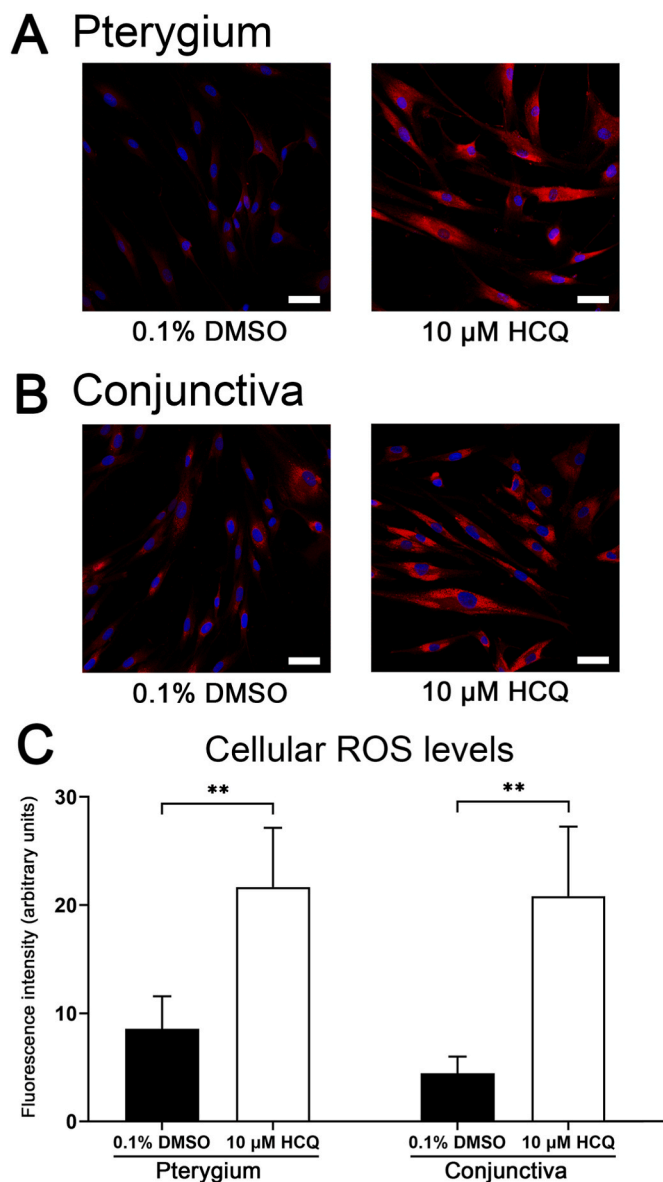 A Pterygium
0.1% DMSO
10 µM HCQ
B Conjunctiva
0.1% DMSO
10 µM HCQ
C Cellular ROS levels
**
**
Fluorescence intensity (arbitrary units)
30
20
10
0
0.1% DMSO
10 µM HCQ
0.1% DMSO
10 µM HCQ
Pterygium
Conjunctiva